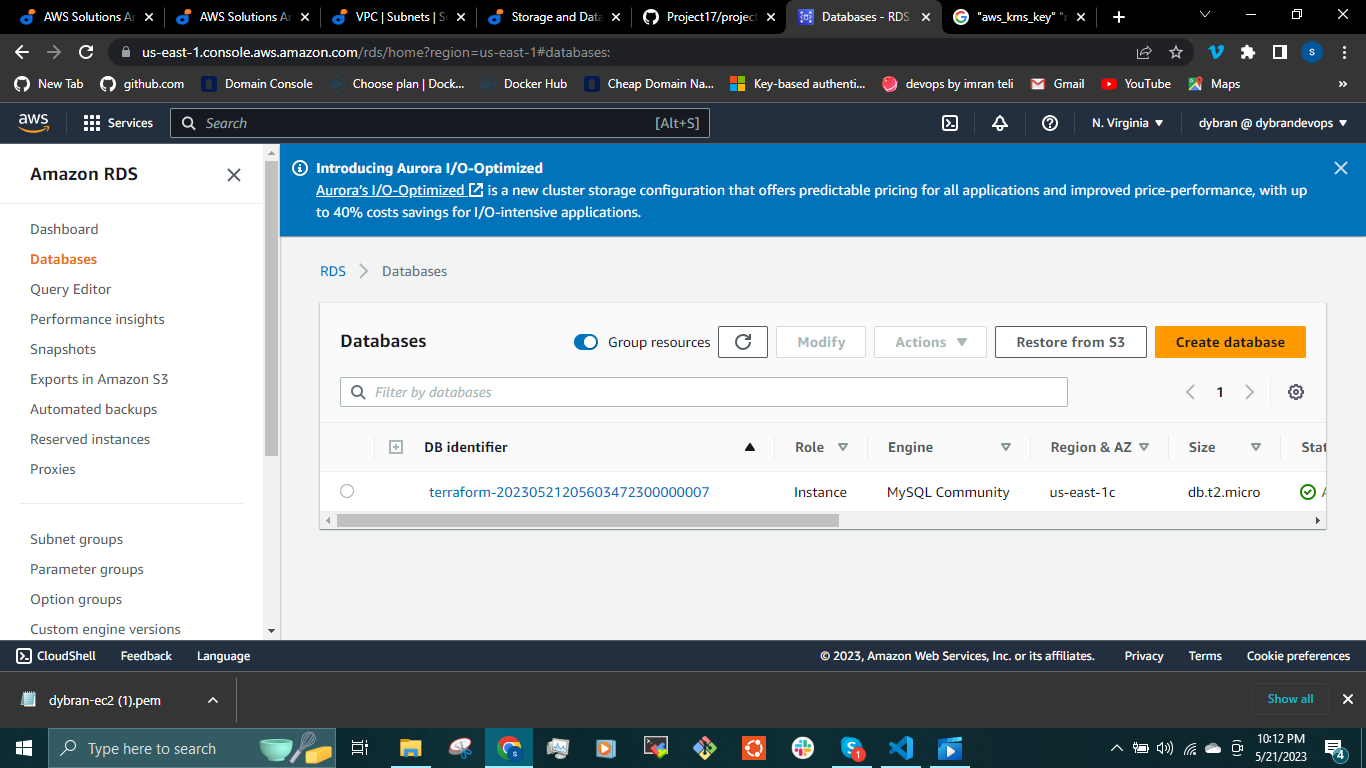 AWS Solutions Ar
AWS Solutions Ar
VPC | Subnets | S
Storage and Data
Project17/project
Databases - RDS
"aws_kms_key" "r
us-east-1.console.aws.amazon.com/rds/home?region=us-east-1#databases:
S
New Tab
github.com
Domain Console
Choose plan | Dock...
Docker Hub
Cheap Domain Na...
Key-based authenti...
devops by imran teli
Gmail
YouTube
Maps
»
aws
Services
Search
[Alt+S]
N. Virginia
dybran @ dybrandevops
Amazon RDS
Dashboard
Databases
Query Editor
Performance insights
Snapshots
Exports in Amazon S3
Automated backups
Reserved instances
Proxies
Subnet groups
Parameter groups
Option groups
Custom engine versions
Introducing Aurora I/O-Optimized
Aurora's I/O-Optimized is a new cluster storage configuration that offers predictable pricing for all applications and improved price-performance, with up
to 40% costs savings for I/O-intensive applications.
RDS
Databases
Databases
Group resources
Modify
Actions
Restore from S3
Create database
Filter by databases
1
DB identifier
Role
Engine
Region & AZ
Size
Stat
terraform-20230521205603472300000007
Instance
MySQL Community
us-east-1c
db.t2.micro
A
CloudShell
Feedback
Language
© 2023, Amazon Web Services, Inc. or its affiliates.
Privacy
Terms
Cookie preferences
dybran-ec2 (1).pem
Show all
Type here to search
1
10:12 PM
5/21/2023
4